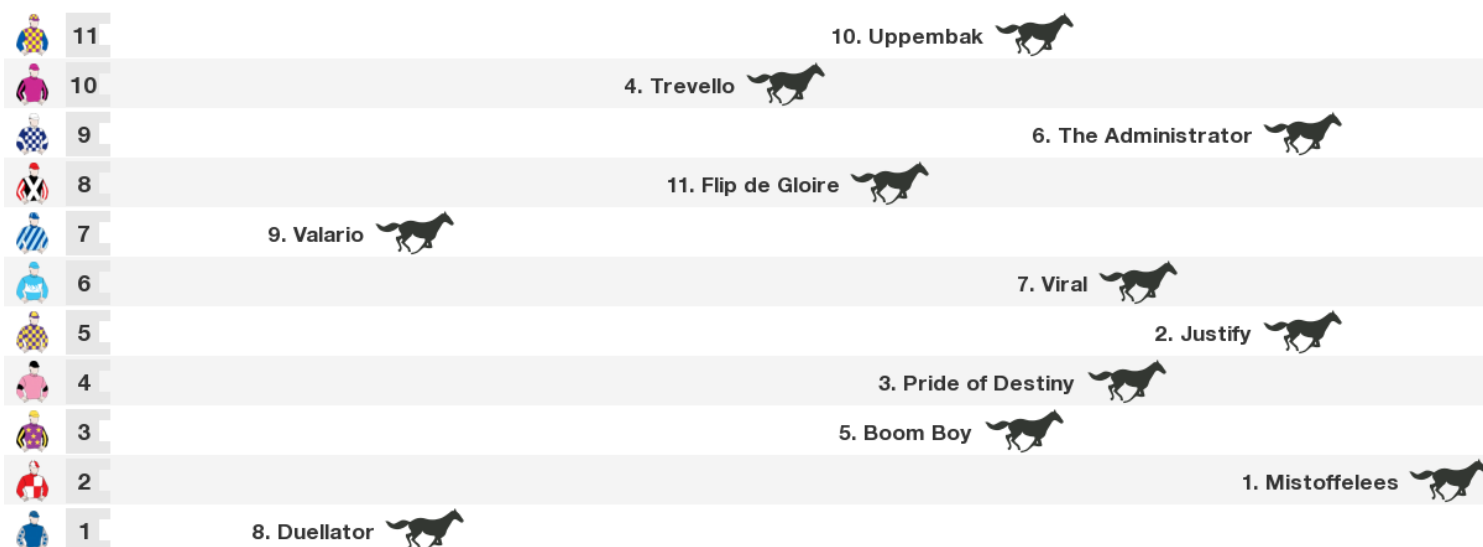 11 10. Uppembak
10 4. Trevello
9 6. The Administrator
8 11. Flip de Gloire
7 9. Valario
6 7. Viral
5 2. Justify
4 3. Pride of Destiny
3 5. Boom Boy
2 1. Mistoffelees
1 8. Duellator